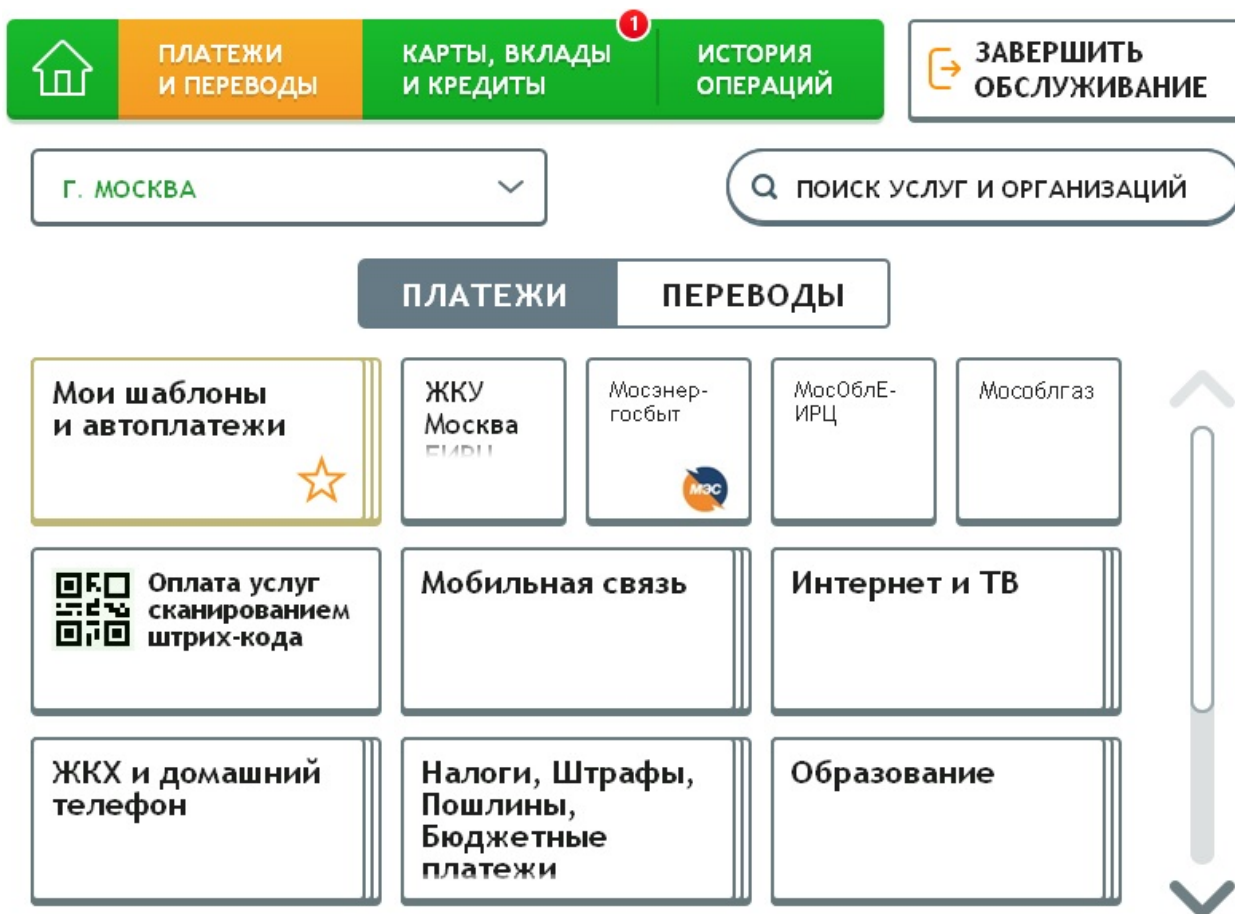 ПЛАТЕЖИ
И ПЕРЕВОДЫ
КАРТЫ, ВКЛАДЫ
И КРЕДИТЫ
1
ИСТОРИЯ
ОПЕРАЦИЙ
ЗАВЕРШИТЬ
ОБСЛУЖИВАНИЕ
Г. МОСКВА
ПОИСК УСЛУГ И ОРГАНИЗАЦИЙ
ПЛАТЕЖИ
ПЕРЕВОДЫ
Мои шаблоны
и автоплатежи
ЖКУ
Москва
ЕИРЦ
Мосэнер-
госбыт
МЭС
МосОблЕ-
ИРЦ
Мособлгаз
Оплата услуг
сканированием
штрих-кода
Мобильная связь
Интернет и ТВ
ЖКХ и домашний
телефон
Налоги, Штрафы,
Пошлины,
Бюджетные
платежи
Образование